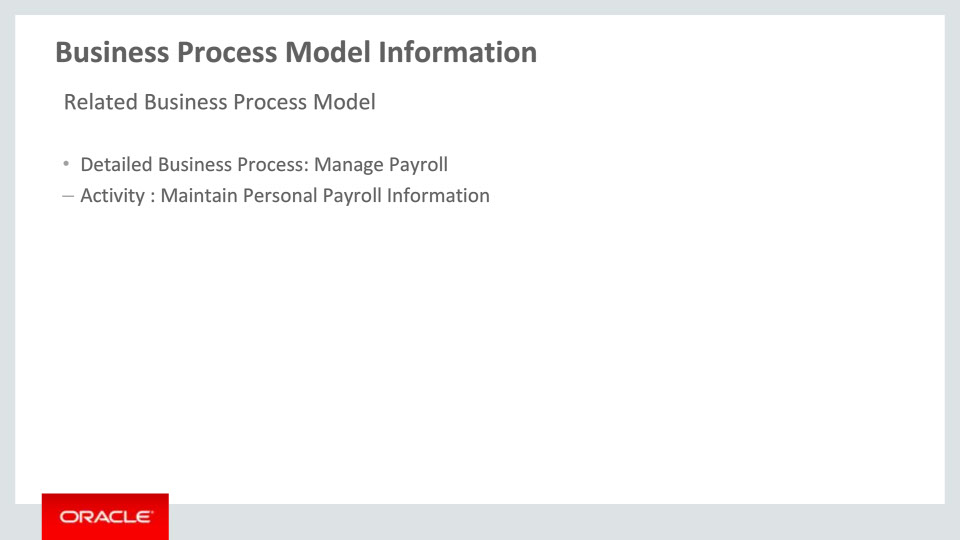 Business Process Model Information
Related Business Process Model
• Detailed Business Process: Manage Payroll
– Activity : Maintain Personal Payroll Information
ORACLE